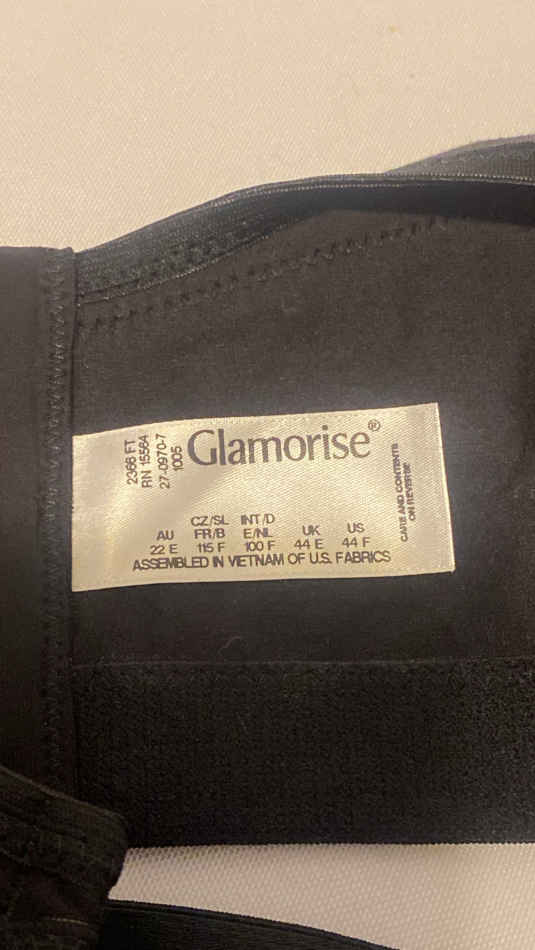 2366 FT
RN 15564
27-0970-7
1005
Glamorise®
CZ/SL INT/D
AU FR/B E/NL UK US
22 E 115 F 100 F 44 E 44 F
ASSEMBLED IN VIETNAM OF U.S. FABRICS
CARE AND CONTENTS
ON REVERSE